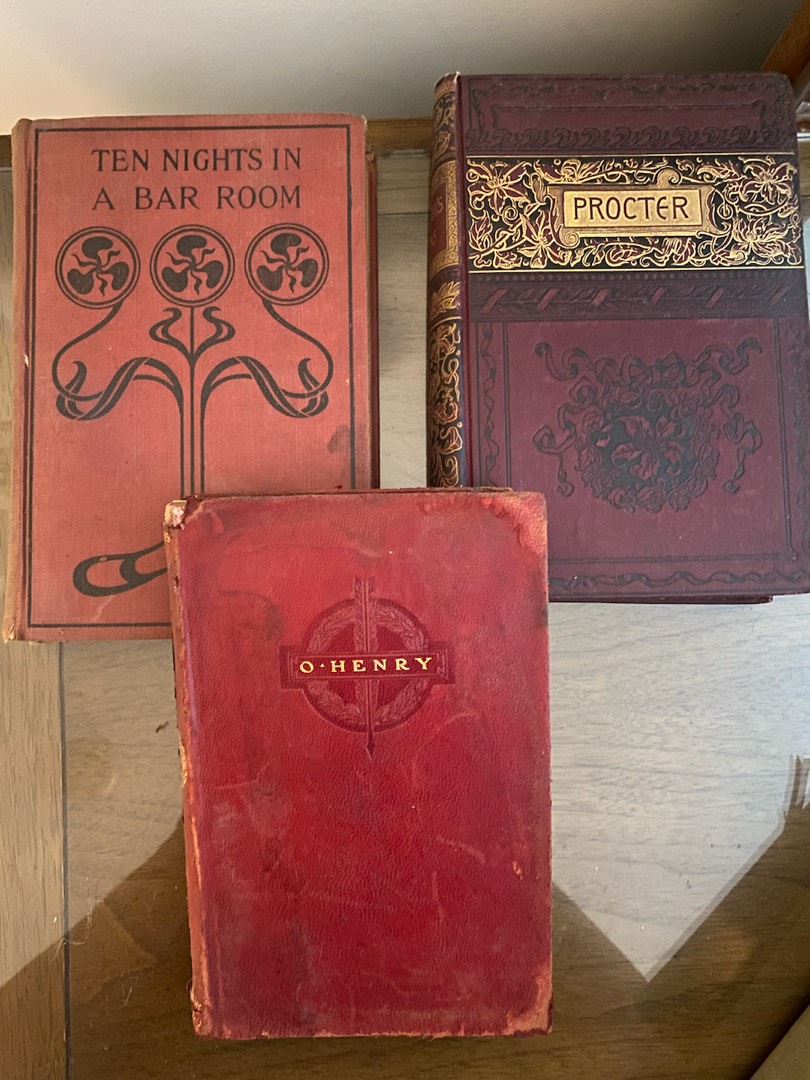 TEN NIGHTS IN
A BAR ROOM
PROCTER
O·HENRY